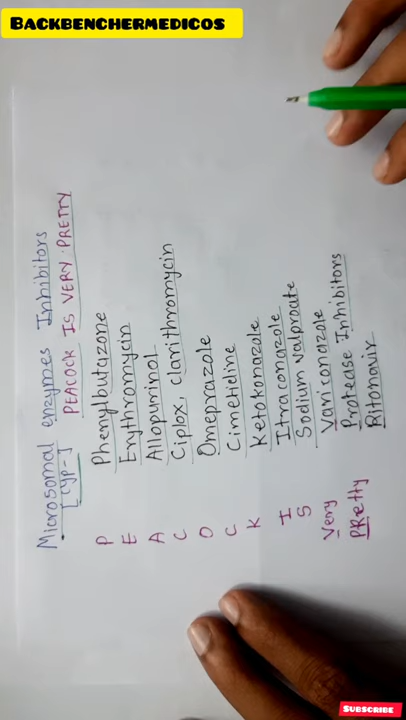 BACKBENCHERMEDICOS
Microsomal enzymes Inhibitors
[CYP-] PEACOCK IS VERY PRETTY
P Phenylbutazone
E Erythromycin
A Allopurinol
C Ciplox, clarithromycin
O Omeprazole
C Cimetidine
K Ketokonazole
I Itraconazole
S Sodium valproate
Very Variconazole
PRetty Protease Inhibitors
Ritonavir
SUBSCRIBE